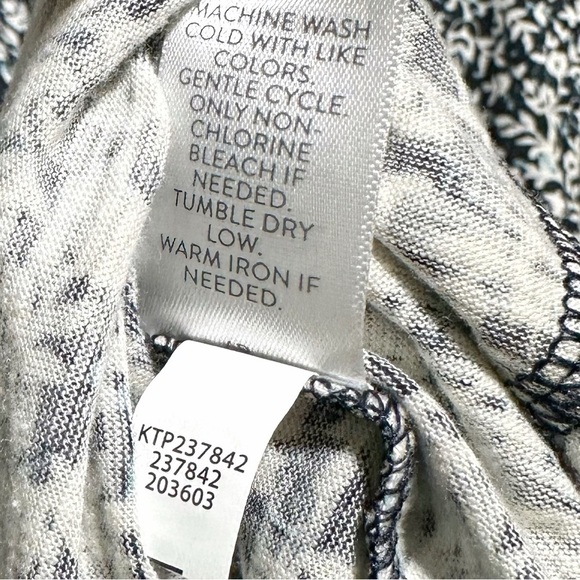 MACHINE WASH
COLD WITH LIKE
COLORS.
GENTLE CYCLE.
ONLY NON-
CHLORINE
BLEACH IF
NEEDED.
TUMBLE DRY
LOW.
WARM IRON IF
NEEDED.
KTP237842
237842
203603